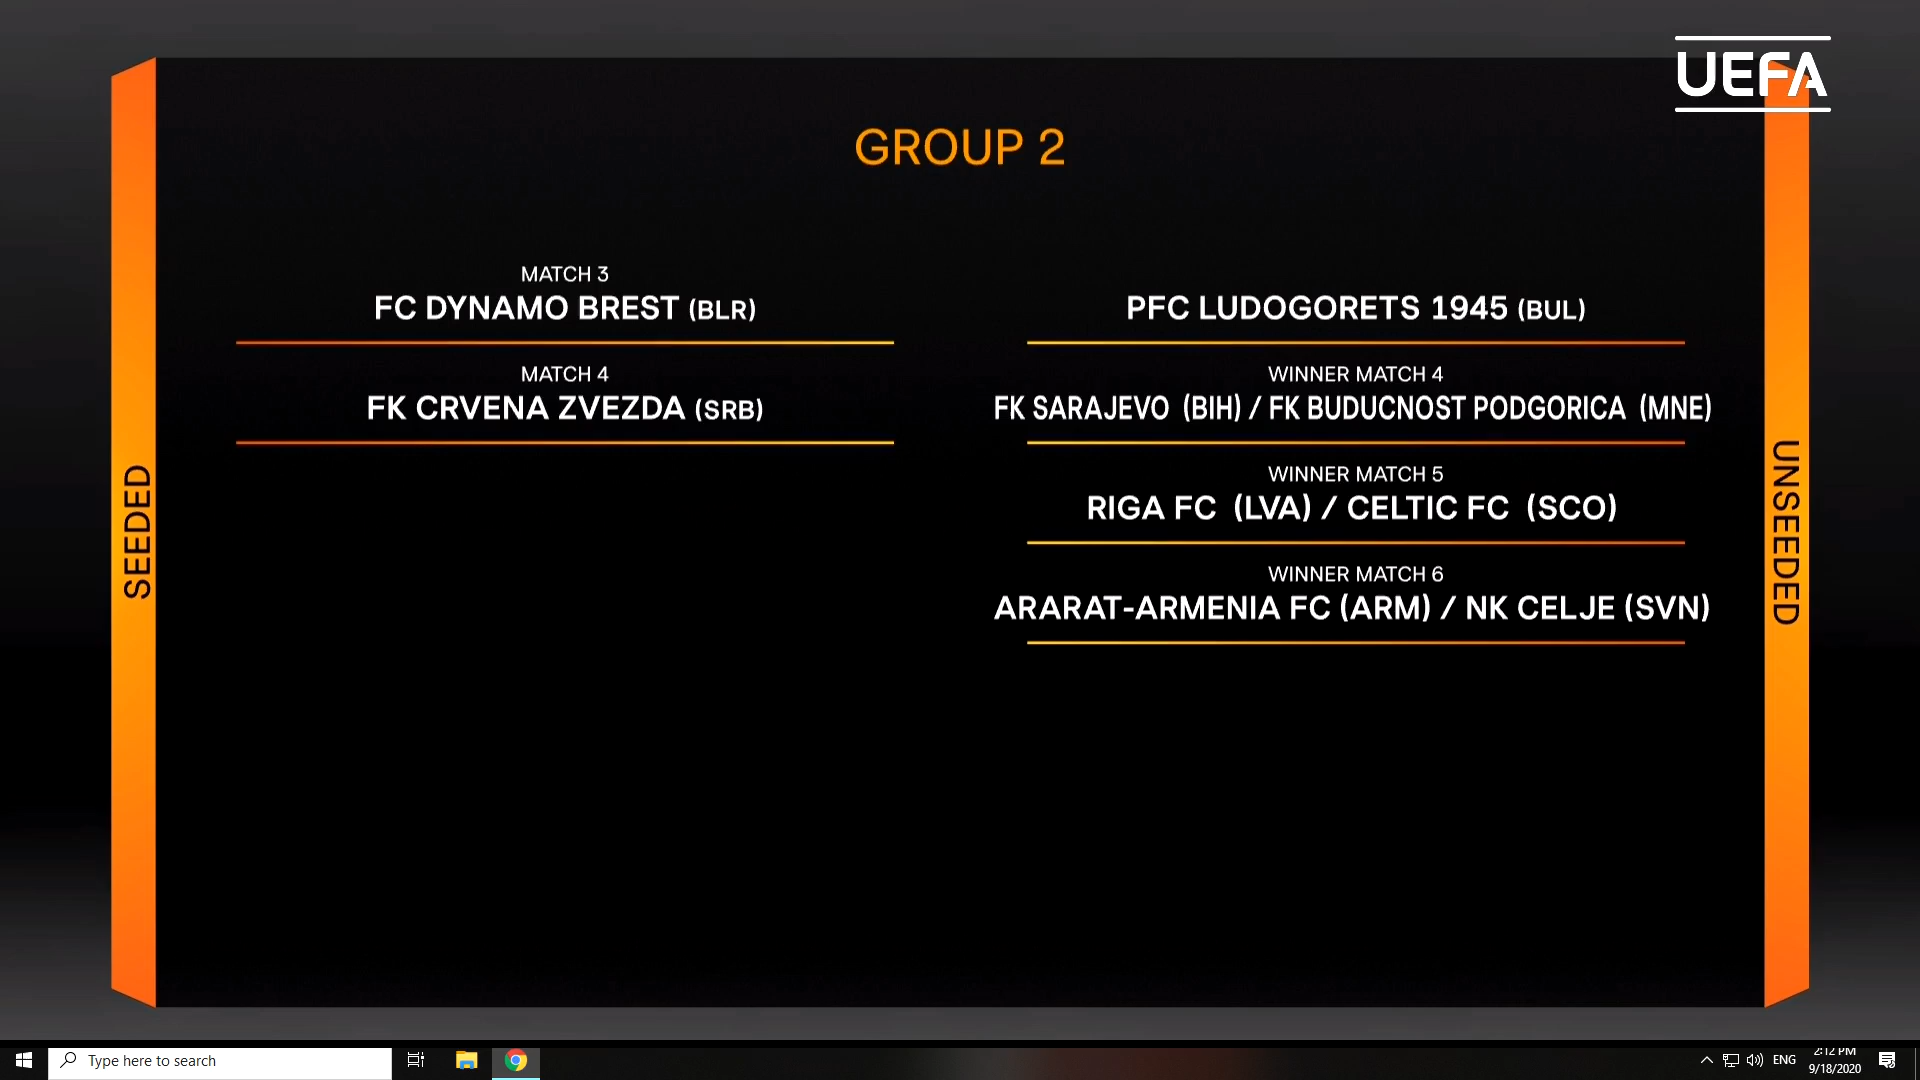 UEFA
GROUP 2
SEEDED
MATCH 3
FC DYNAMO BREST (BLR)
MATCH 4
FK CRVENA ZVEZDA (SRB)
PFC LUDOGORETS 1945 (BUL)
WINNER MATCH 4
FK SARAJEVO (BIH) / FK BUDUCNOST PODGORICA (MNE)
WINNER MATCH 5
RIGA FC (LVA) / CELTIC FC (SCO)
WINNER MATCH 6
ARARAT-ARMENIA FC (ARM) / NK CELJE (SVN)
UNSEEDED
Type here to search
ENG
2:12 PM
9/18/2020